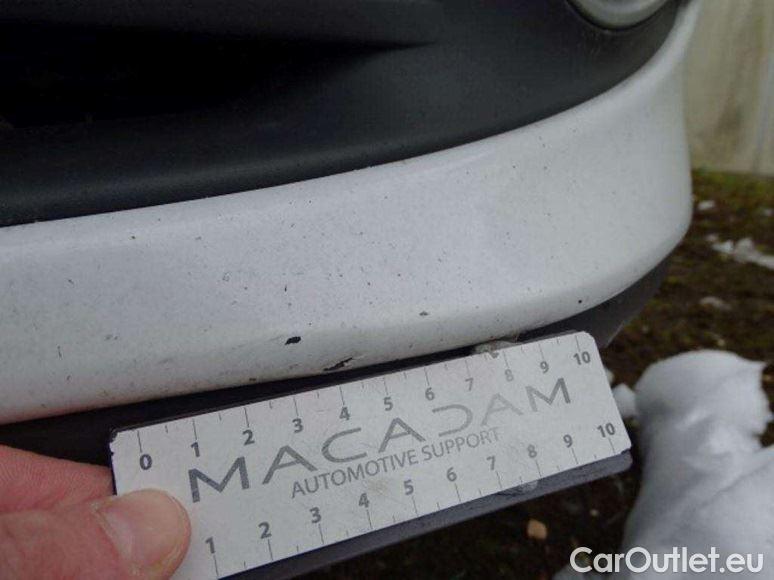 0 1 2 3 4 5 6 7 8 9 10
MACADAM
AUTOMOTIVE SUPPORT
1 2 3 4 5 6 7 8 9 10
CarOutlet.eu